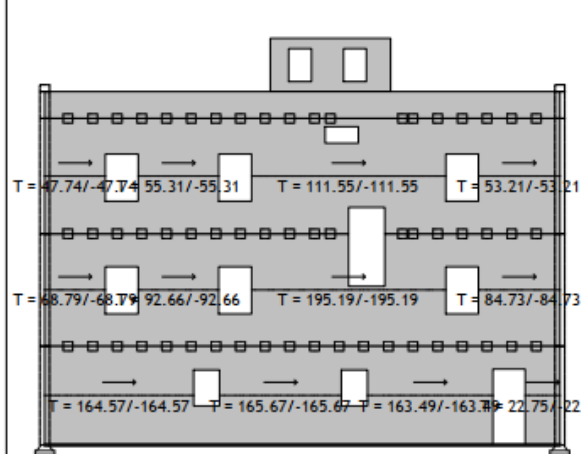 T = 47.74/-47.74 T = 55.31/-55.31 T = 111.55/-111.55 T = 53.21/-53.21
T = 68.79/-68.79 T = 92.66/-92.66 T = 195.19/-195.19 T = 84.73/-84.73
T = 164.57/-164.57 T = 165.67/-165.67 T = 163.49/-163.49 T = 22.75/-22